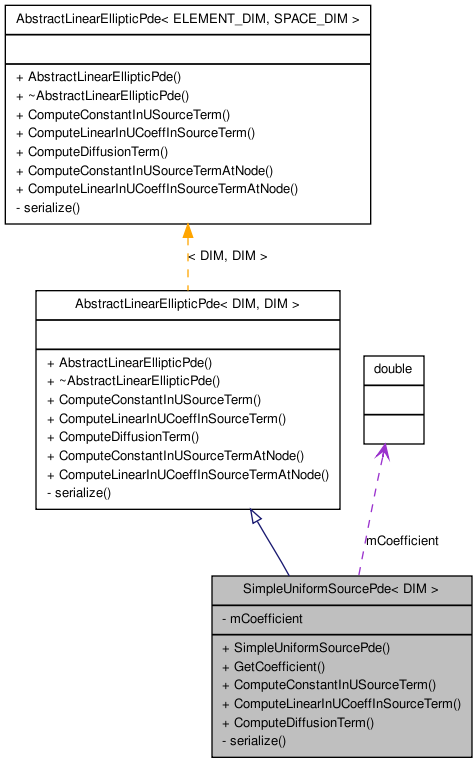 AbstractLinearEllipticPde< ELEMENT_DIM, SPACE_DIM >
+ AbstractLinearEllipticPde()
+ ~AbstractLinearEllipticPde()
+ ComputeConstantInUSourceTerm()
+ ComputeLinearInUCoeffInSourceTerm()
+ ComputeDiffusionTerm()
+ ComputeConstantInUSourceTermAtNode()
+ ComputeLinearInUCoeffInSourceTermAtNode()
- serialize()
< DIM, DIM >
AbstractLinearEllipticPde< DIM, DIM >
+ AbstractLinearEllipticPde()
+ ~AbstractLinearEllipticPde()
+ ComputeConstantInUSourceTerm()
+ ComputeLinearInUCoeffInSourceTerm()
+ ComputeDiffusionTerm()
+ ComputeConstantInUSourceTermAtNode()
+ ComputeLinearInUCoeffInSourceTermAtNode()
- serialize()
double
mCoefficient
SimpleUniformSourcePde< DIM >
- mCoefficient
+ SimpleUniformSourcePde()
+ GetCoefficient()
+ ComputeConstantInUSourceTerm()
+ ComputeLinearInUCoeffInSourceTerm()
+ ComputeDiffusionTerm()
- serialize()